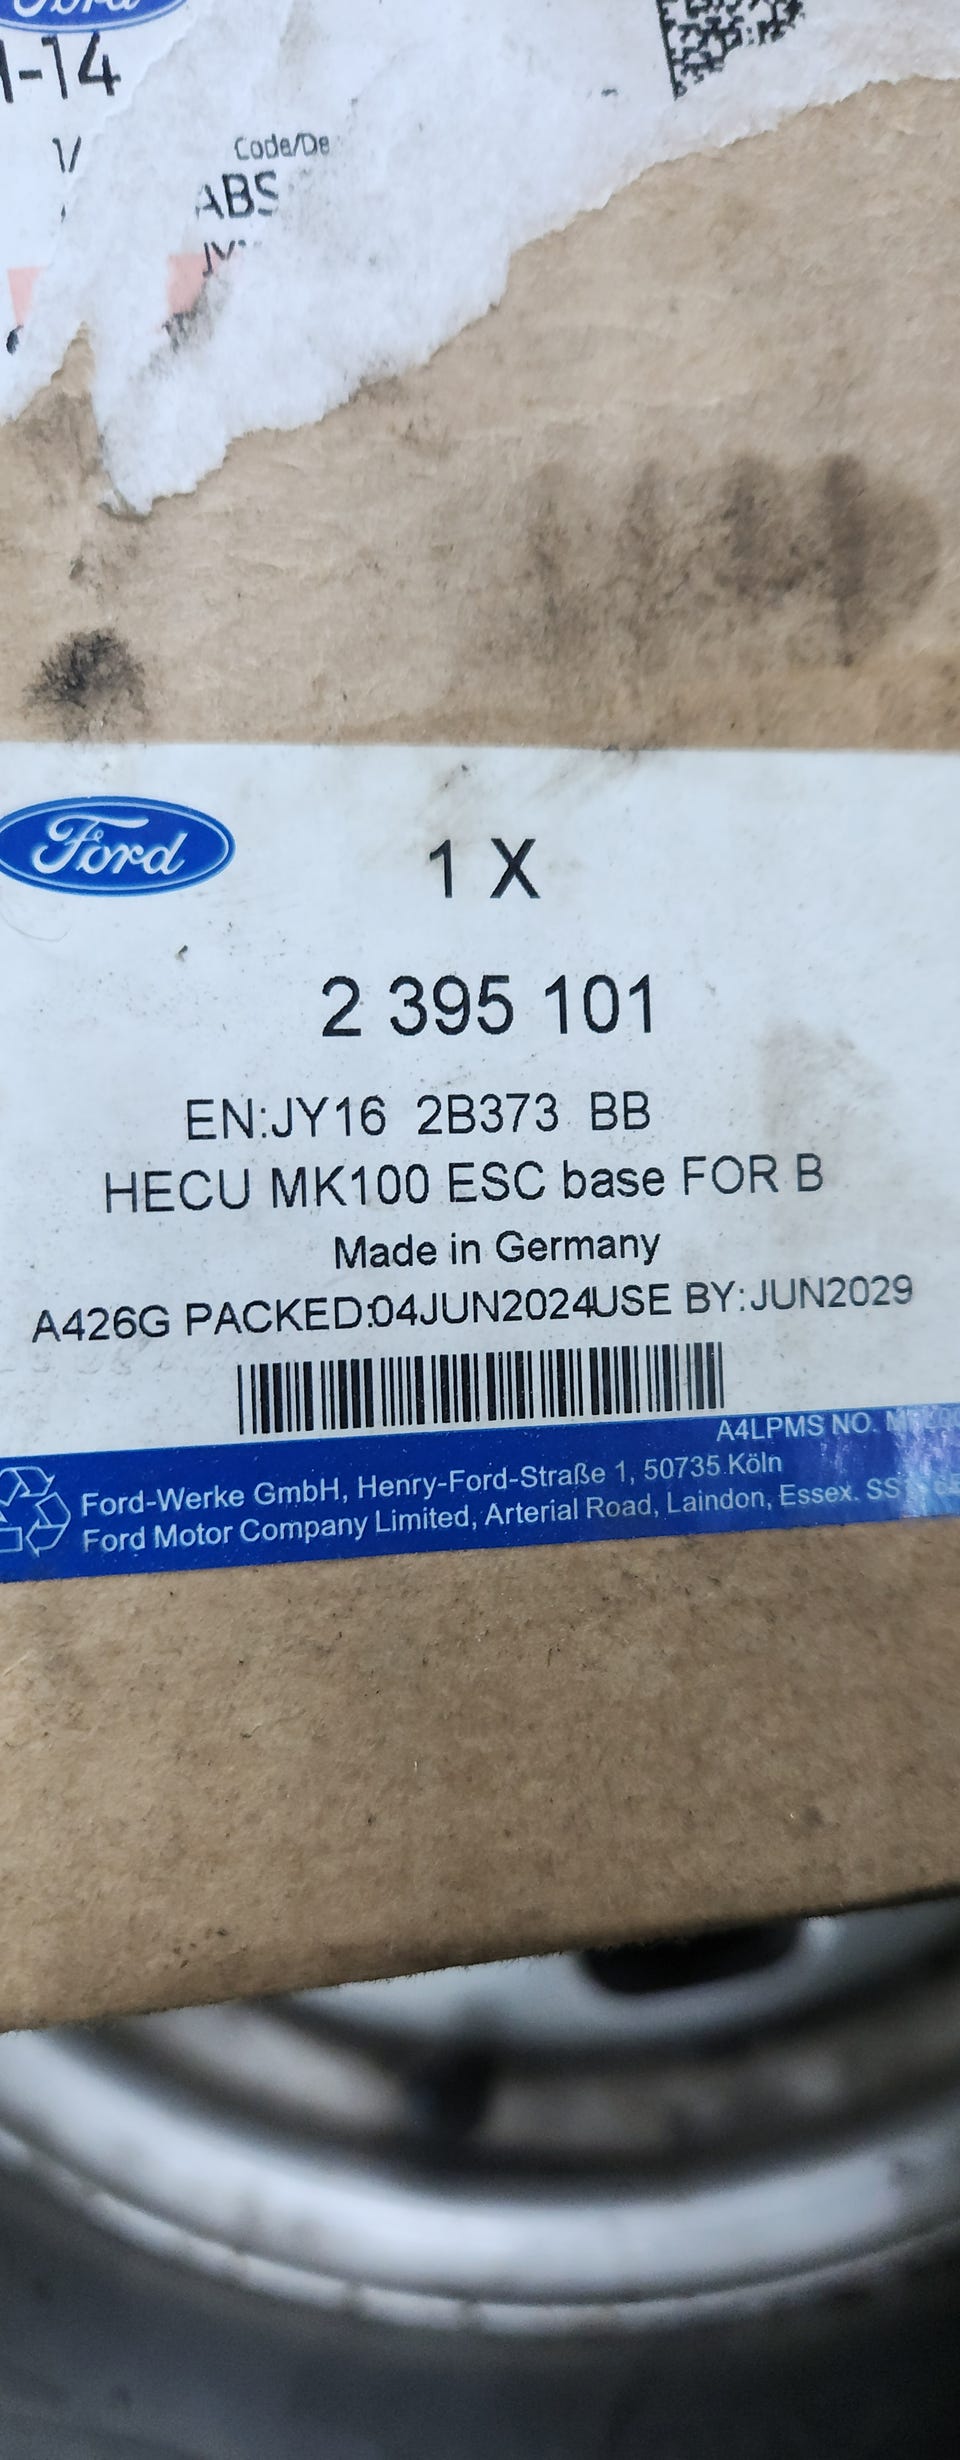 Ford
-14
Code/De
ABS
Ford
1 X
2 395 101
EN:JY16 2B373 BB
HECU MK100 ESC base FOR B
Made in Germany
A426G PACKED:04JUN2024USE BY:JUN2029
A4LPMS NO.
Ford-Werke GmbH, Henry-Ford-Straße 1, 50735 Köln
Ford Motor Company Limited, Arterial Road, Laindon, Essex.